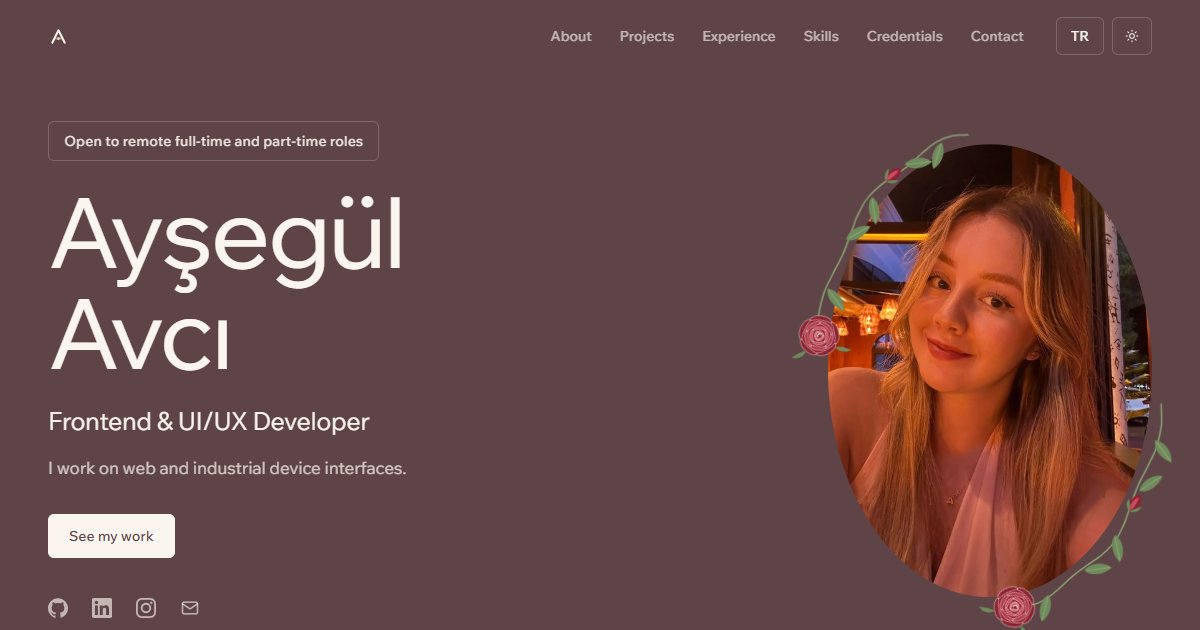 About Projects Experience Skills Credentials Contact TR
Open to remote full-time and part-time roles
Ayşegül
Avcı
Frontend & UI/UX Developer
I work on web and industrial device interfaces.
See my work